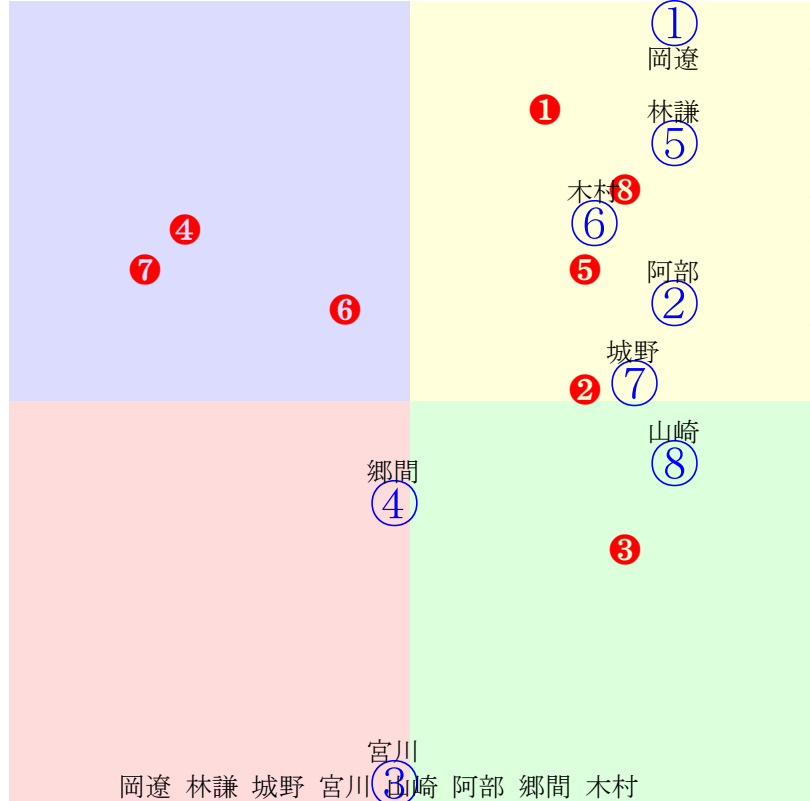 ①
岡遼
❶
林謙
⑤
木村
❽
⑥
❹
❼
❺
阿部
②
❻
城野
⑦
❷
山崎
⑧
郷間
④
❸
宮川
③
岡遼 林謙 城野 宮川 山崎 阿部 郷間 木村